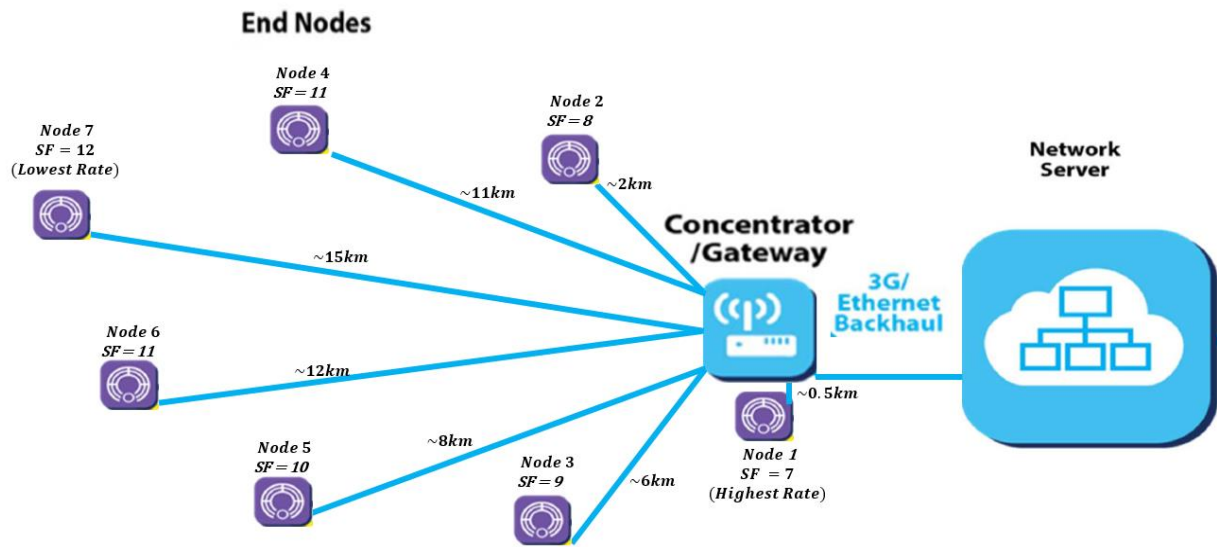 End Nodes
Node 4
SF = 11
Node 2
SF = 8
Node 7
SF = 12
(Lowest Rate)
~11km
~2km
Network
Server
Concentrator
/Gateway
~15km
3G/
Ethernet
Backhaul
Node 6
SF = 11
~12km
~0.5km
Node 5
SF = 10
~8km
Node 3
SF = 9
~6km
Node 1
SF = 7
(Highest Rate)